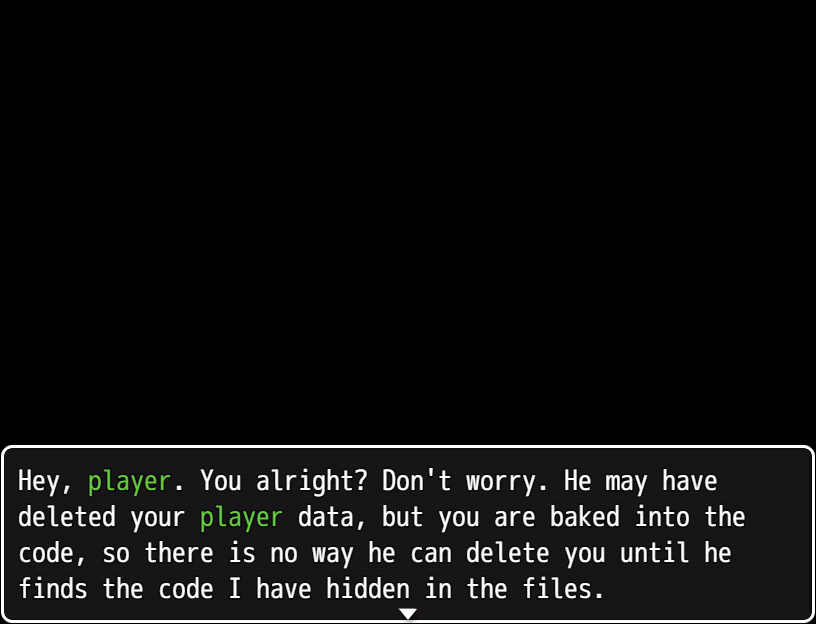 Hey, player. You alright? Don't worry. He may have
deleted your player data, but you are baked into the
code, so there is no way he can delete you until he
finds the code I have hidden in the files.